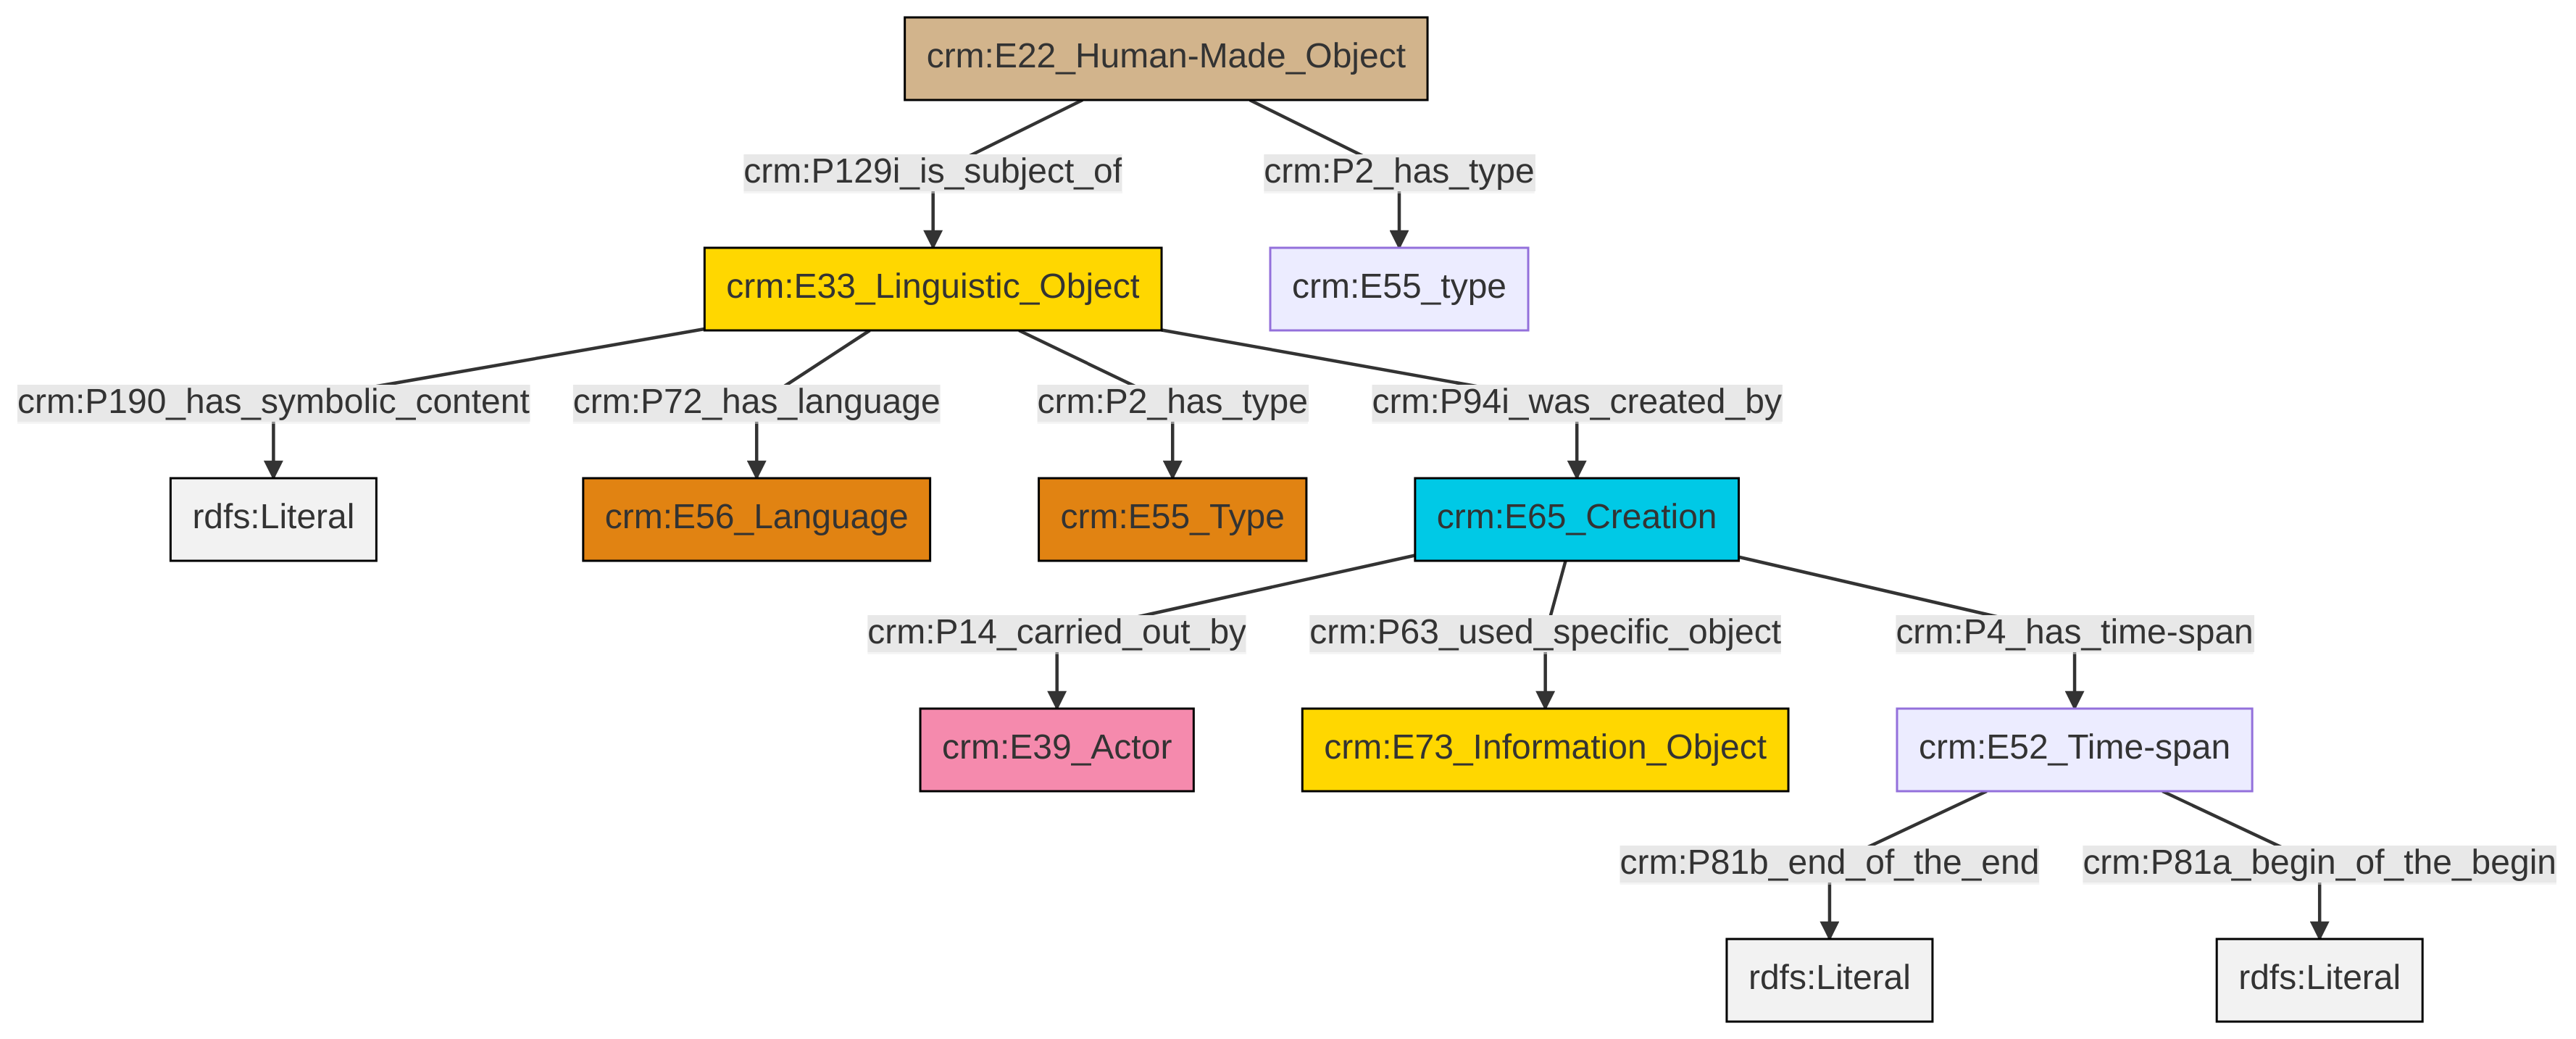 crm:E22_Human-Made_Object
crm:P129i_is_subject_of
crm:P2_has_type
crm:E33_Linguistic_Object
crm:E55_type
crm:P190_has_symbolic_content
crm:P72_has_language
crm:P2_has_type
crm:P94i_was_created_by
rdfs:Literal
crm:E56_Language
crm:E55_Type
crm:E65_Creation
crm:P14_carried_out_by
crm:P63_used_specific_object
crm:P4_has_time-span
crm:E39_Actor
crm:E73_Information_Object
crm:E52_Time-span
crm:P81b_end_of_the_end
crm:P81a_begin_of_the_begin
rdfs:Literal
rdfs:Literal